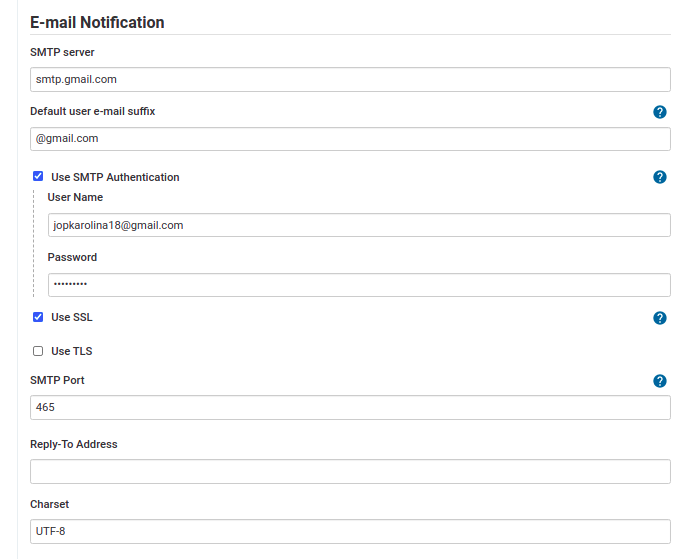 E-mail Notification
SMTP server
smtp.gmail.com
Default user e-mail suffix
?
@gmail.com
Use SMTP Authentication
?
User Name
jopkarolina18@gmail.com
Password
•••••••••
Use SSL
?
Use TLS
SMTP Port
?
465
Reply-To Address
Charset
UTF-8